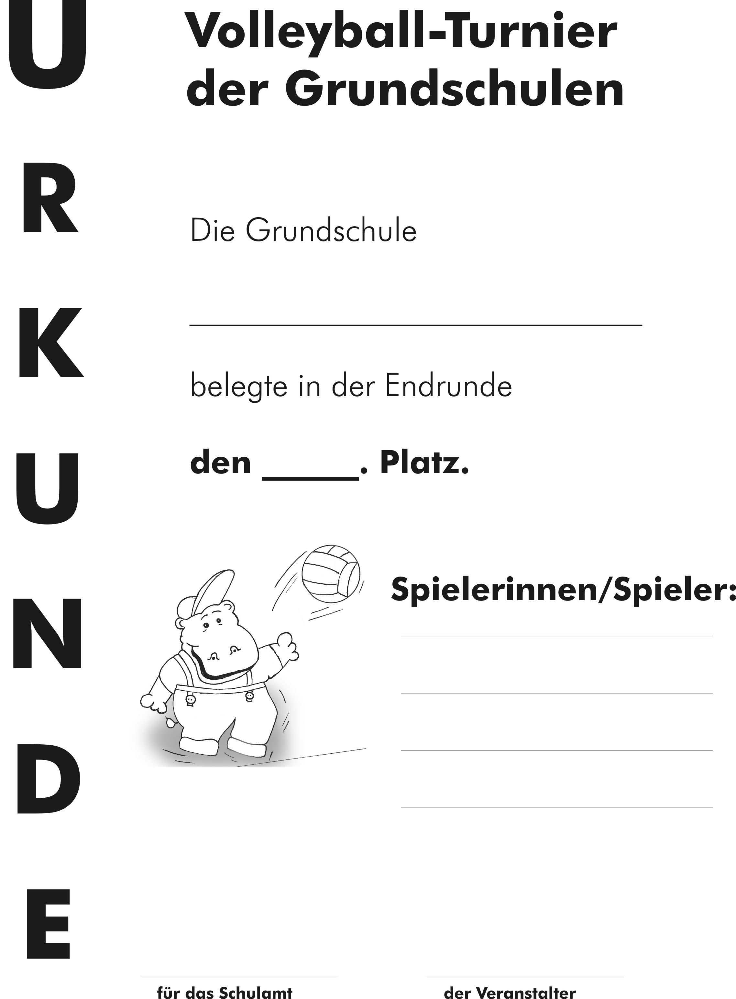 URKUNDE
Volleyball-Turnier
der Grundschulen
Die Grundschule
belegte in der Endrunde
den ______. Platz.
Spielerinnen/Spieler:
für das Schulamt
der Veranstalter